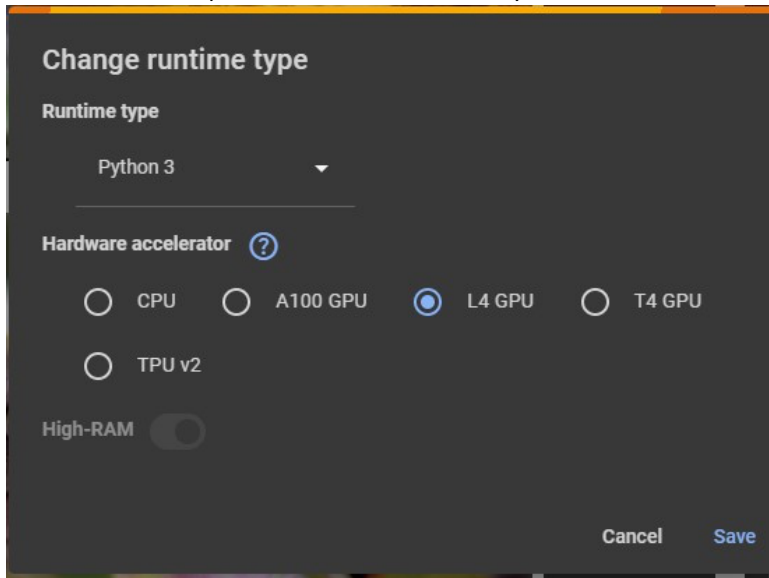 Change runtime type
Runtime type
Python 3
Hardware accelerator ?
CPU A100 GPU L4 GPU T4 GPU
TPU v2
High-RAM
Cancel Save